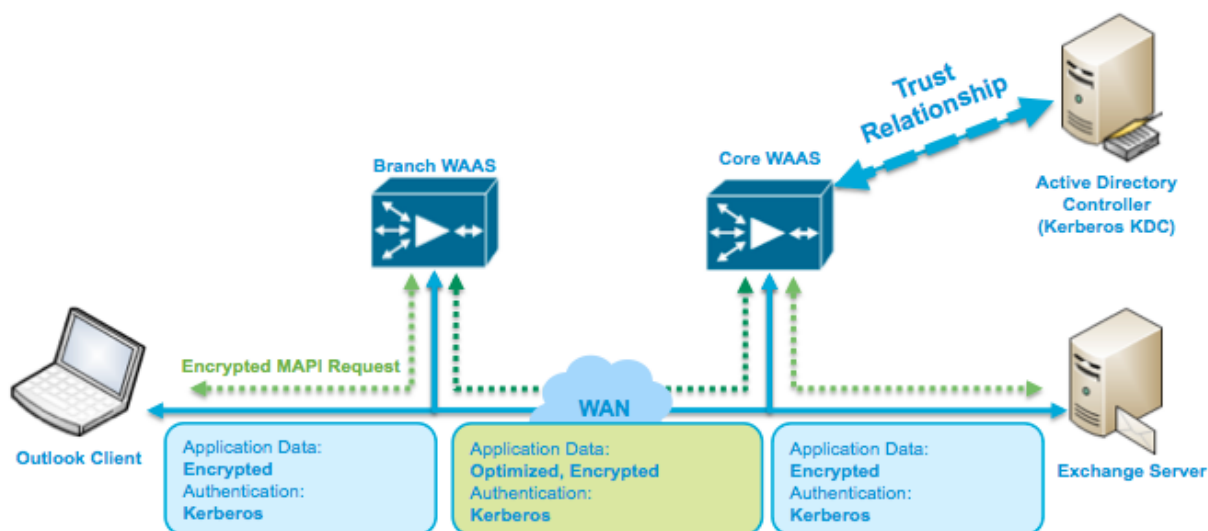 Trust
Relationship
Branch WAAS
Core WAAS
Active Directory
Controller
(Kerberos KDC)
Encrypted MAPI Request
WAN
Outlook Client
Application Data:
Encrypted
Authentication:
Kerberos
Application Data:
Optimized, Encrypted
Authentication:
Kerberos
Application Data:
Encrypted
Authentication:
Kerberos
Exchange Server